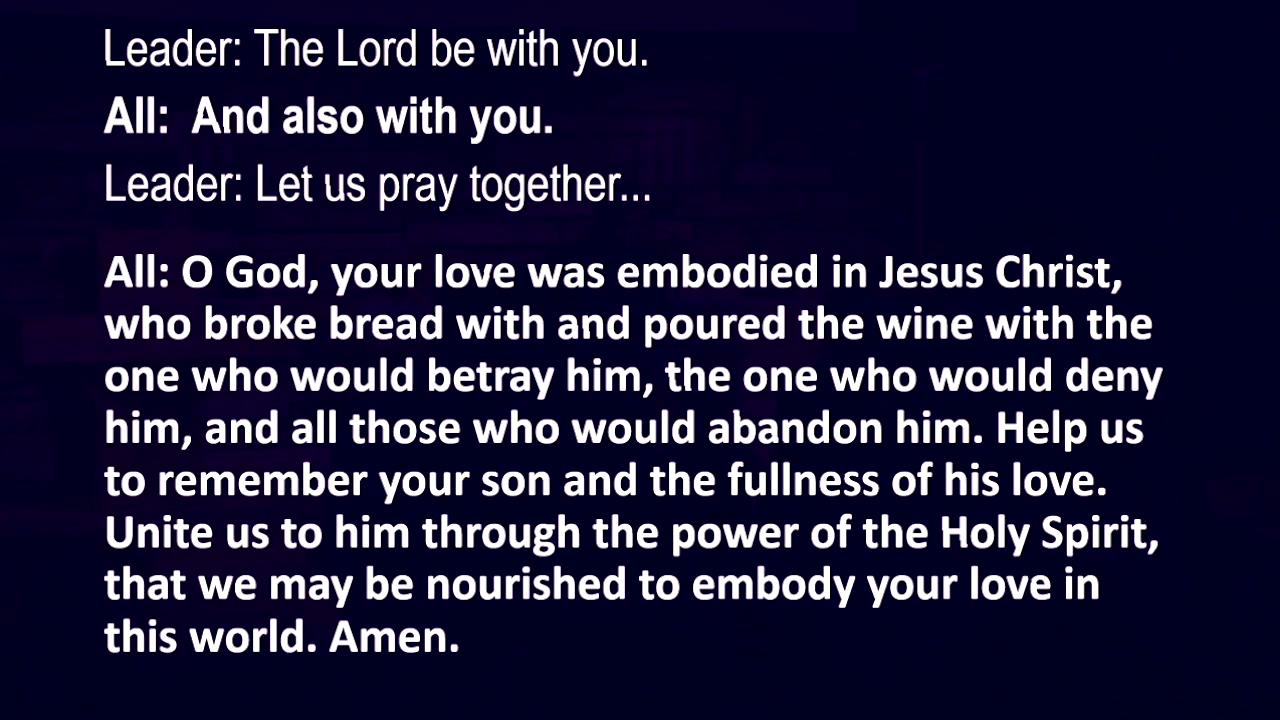 Leader: The Lord be with you.
All:  And also with you.
Leader: Let us pray together...
All: O God, your love was embodied in Jesus Christ,
who broke bread with and poured the wine with the
one who would betray him, the one who would deny
him, and all those who would abandon him. Help us
to remember your son and the fullness of his love.
Unite us to him through the power of the Holy Spirit,
that we may be nourished to embody your love in
this world. Amen.